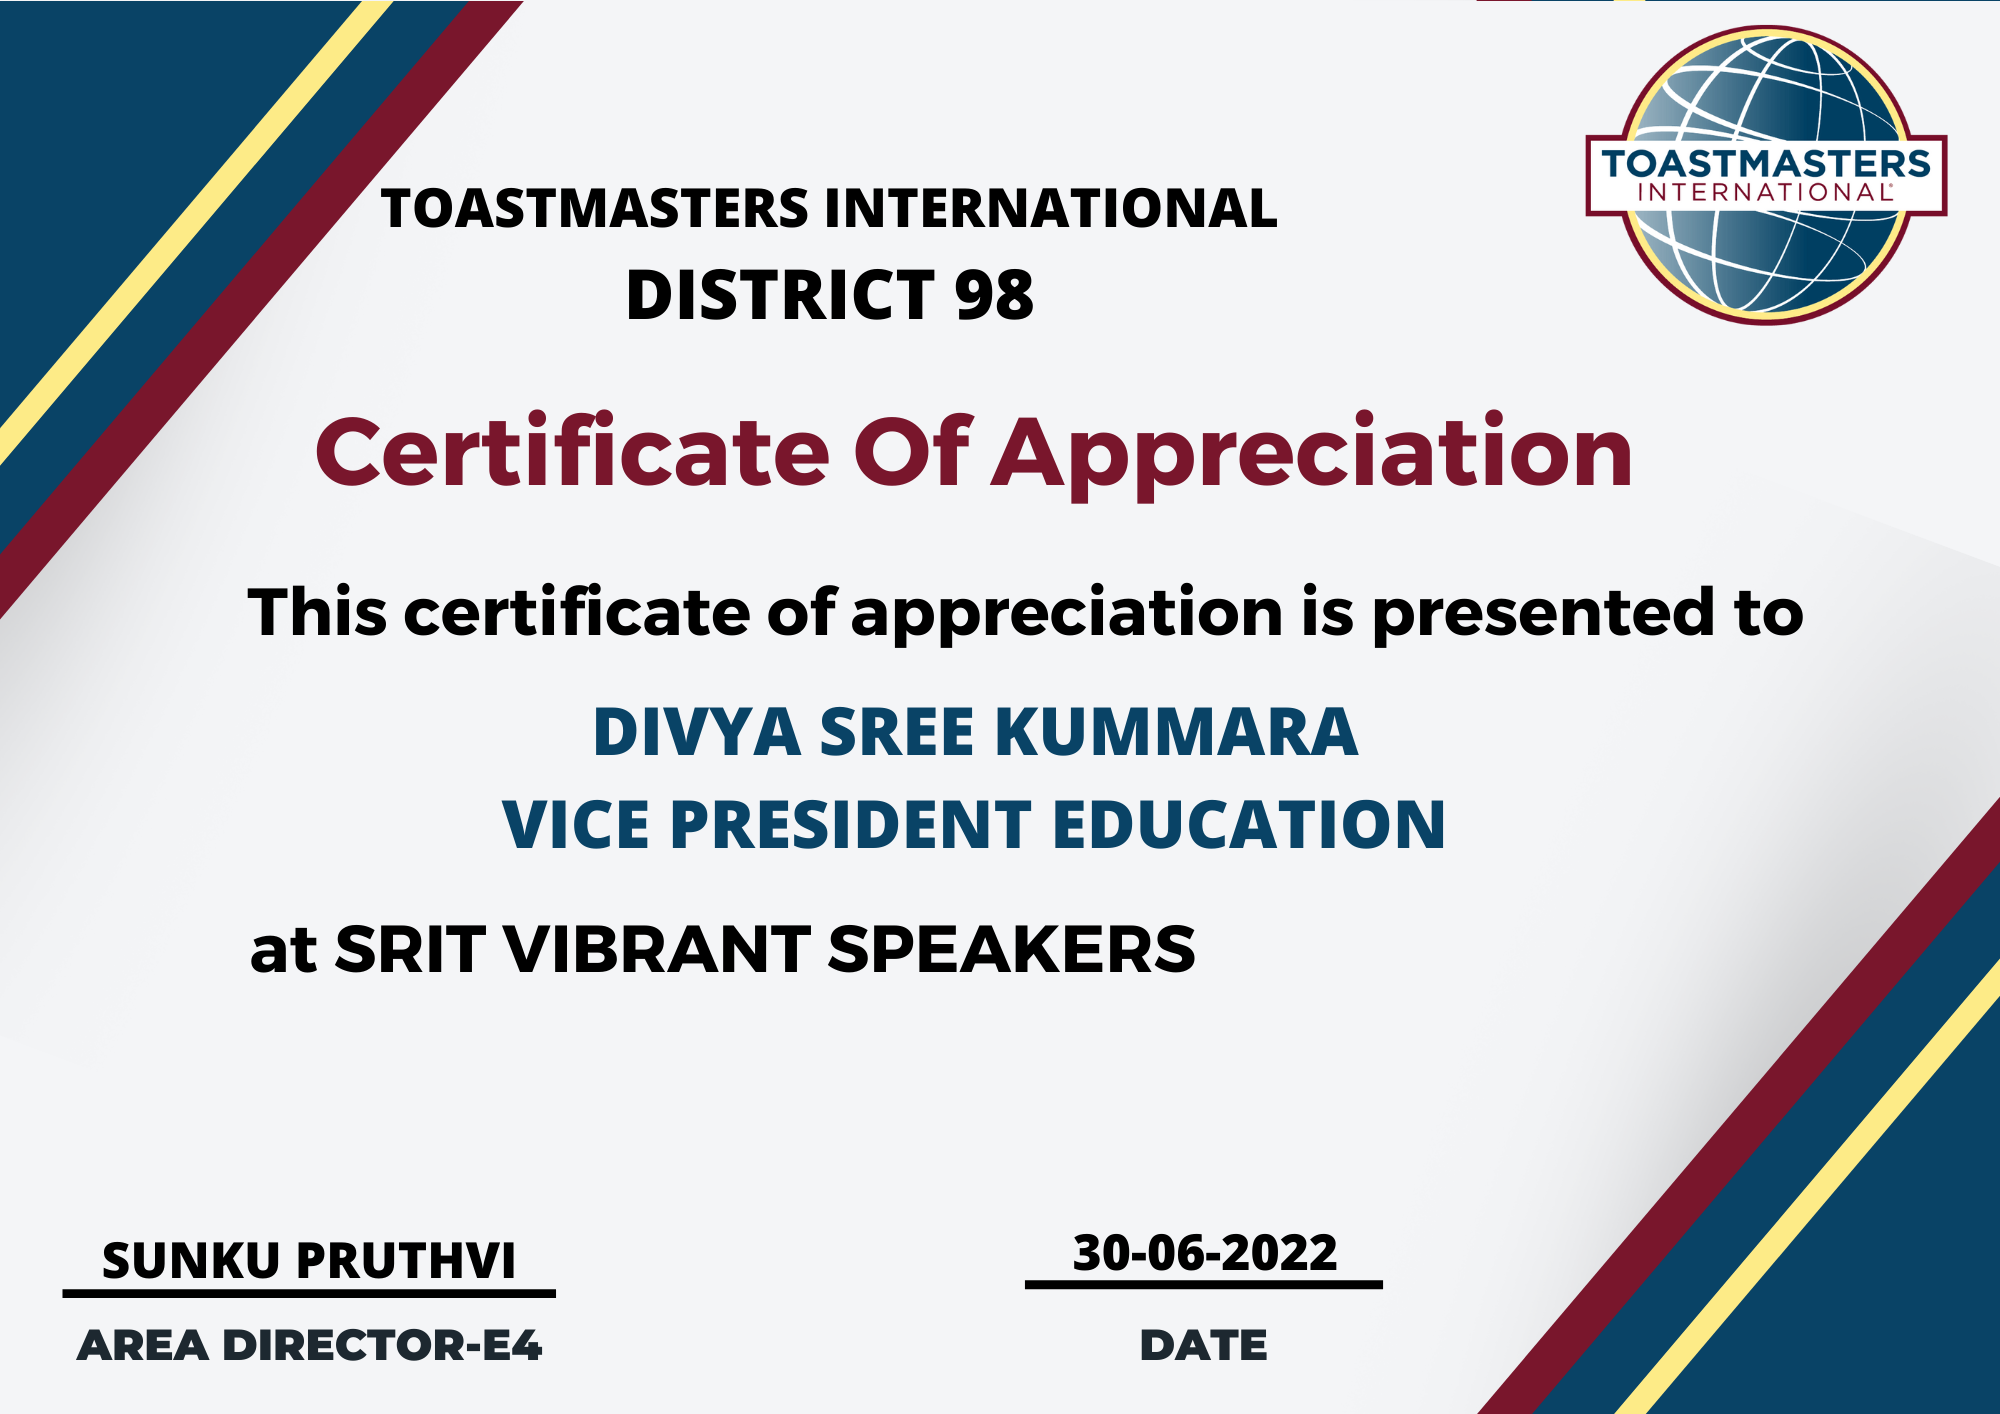 TOASTMASTERS
INTERNATIONAL
TOASTMASTERS INTERNATIONAL
DISTRICT 98
Certificate Of Appreciation
This certificate of appreciation is presented to
DIVYA SREE KUMMARA
VICE PRESIDENT EDUCATION
at SRIT VIBRANT SPEAKERS
SUNKU PRUTHVI
AREA DIRECTOR-E4
30-06-2022
DATE